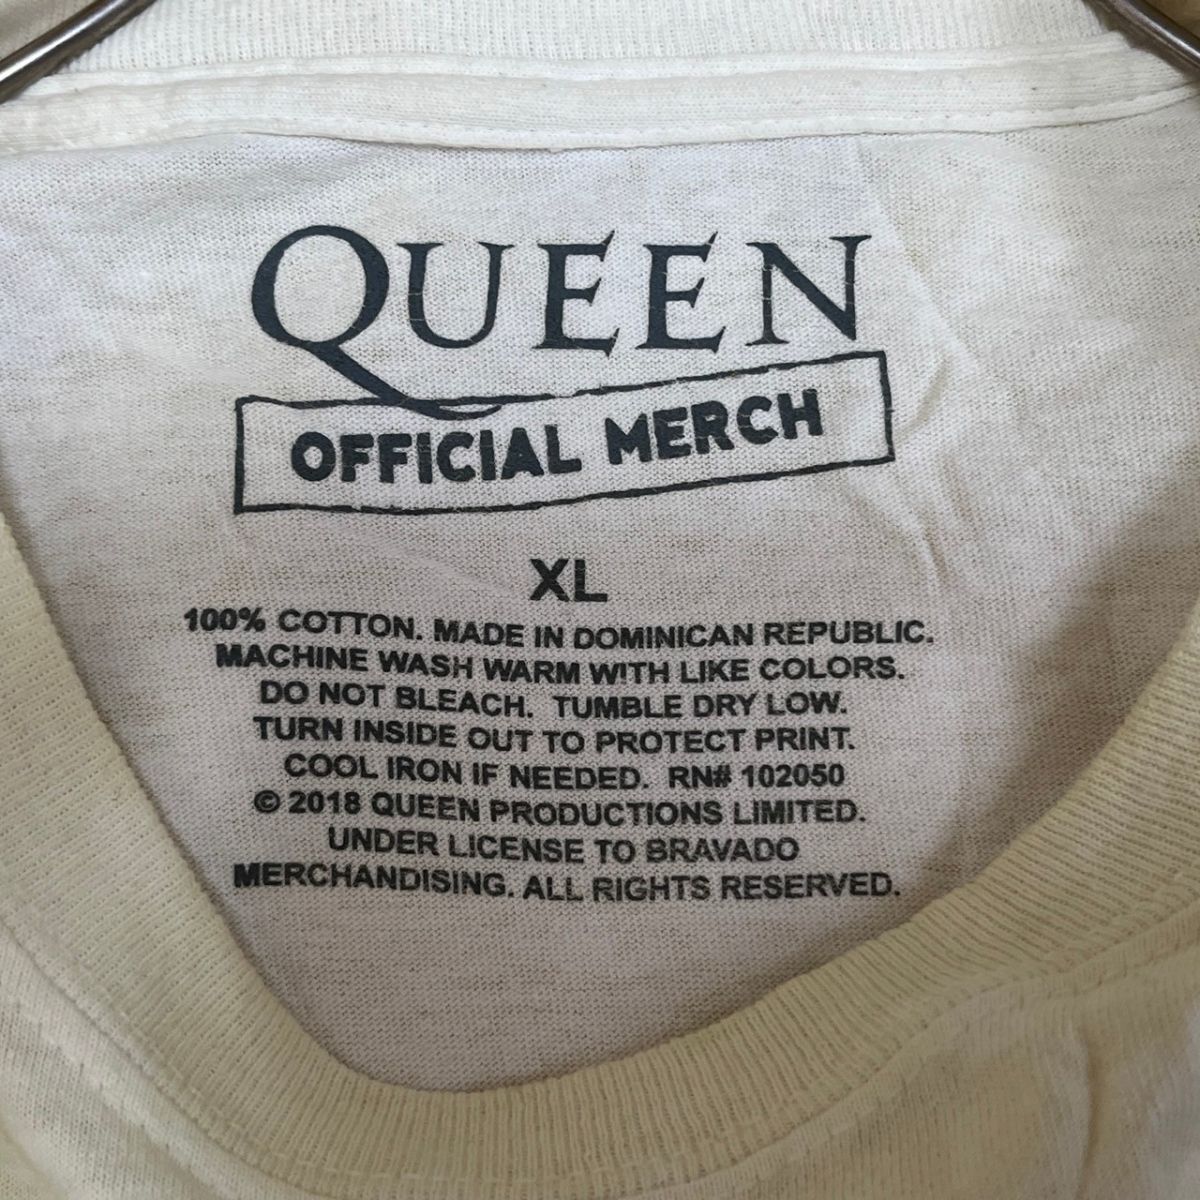 QUEEN
OFFICIAL MERCH
XL
100% COTTON. MADE IN DOMINICAN REPUBLIC.
MACHINE WASH WARM WITH LIKE COLORS.
DO NOT BLEACH. TUMBLE DRY LOW.
TURN INSIDE OUT TO PROTECT PRINT.
COOL IRON IF NEEDED. RN# 102050
© 2018 QUEEN PRODUCTIONS LIMITED.
UNDER LICENSE TO BRAVADO
MERCHANDISING. ALL RIGHTS RESERVED.